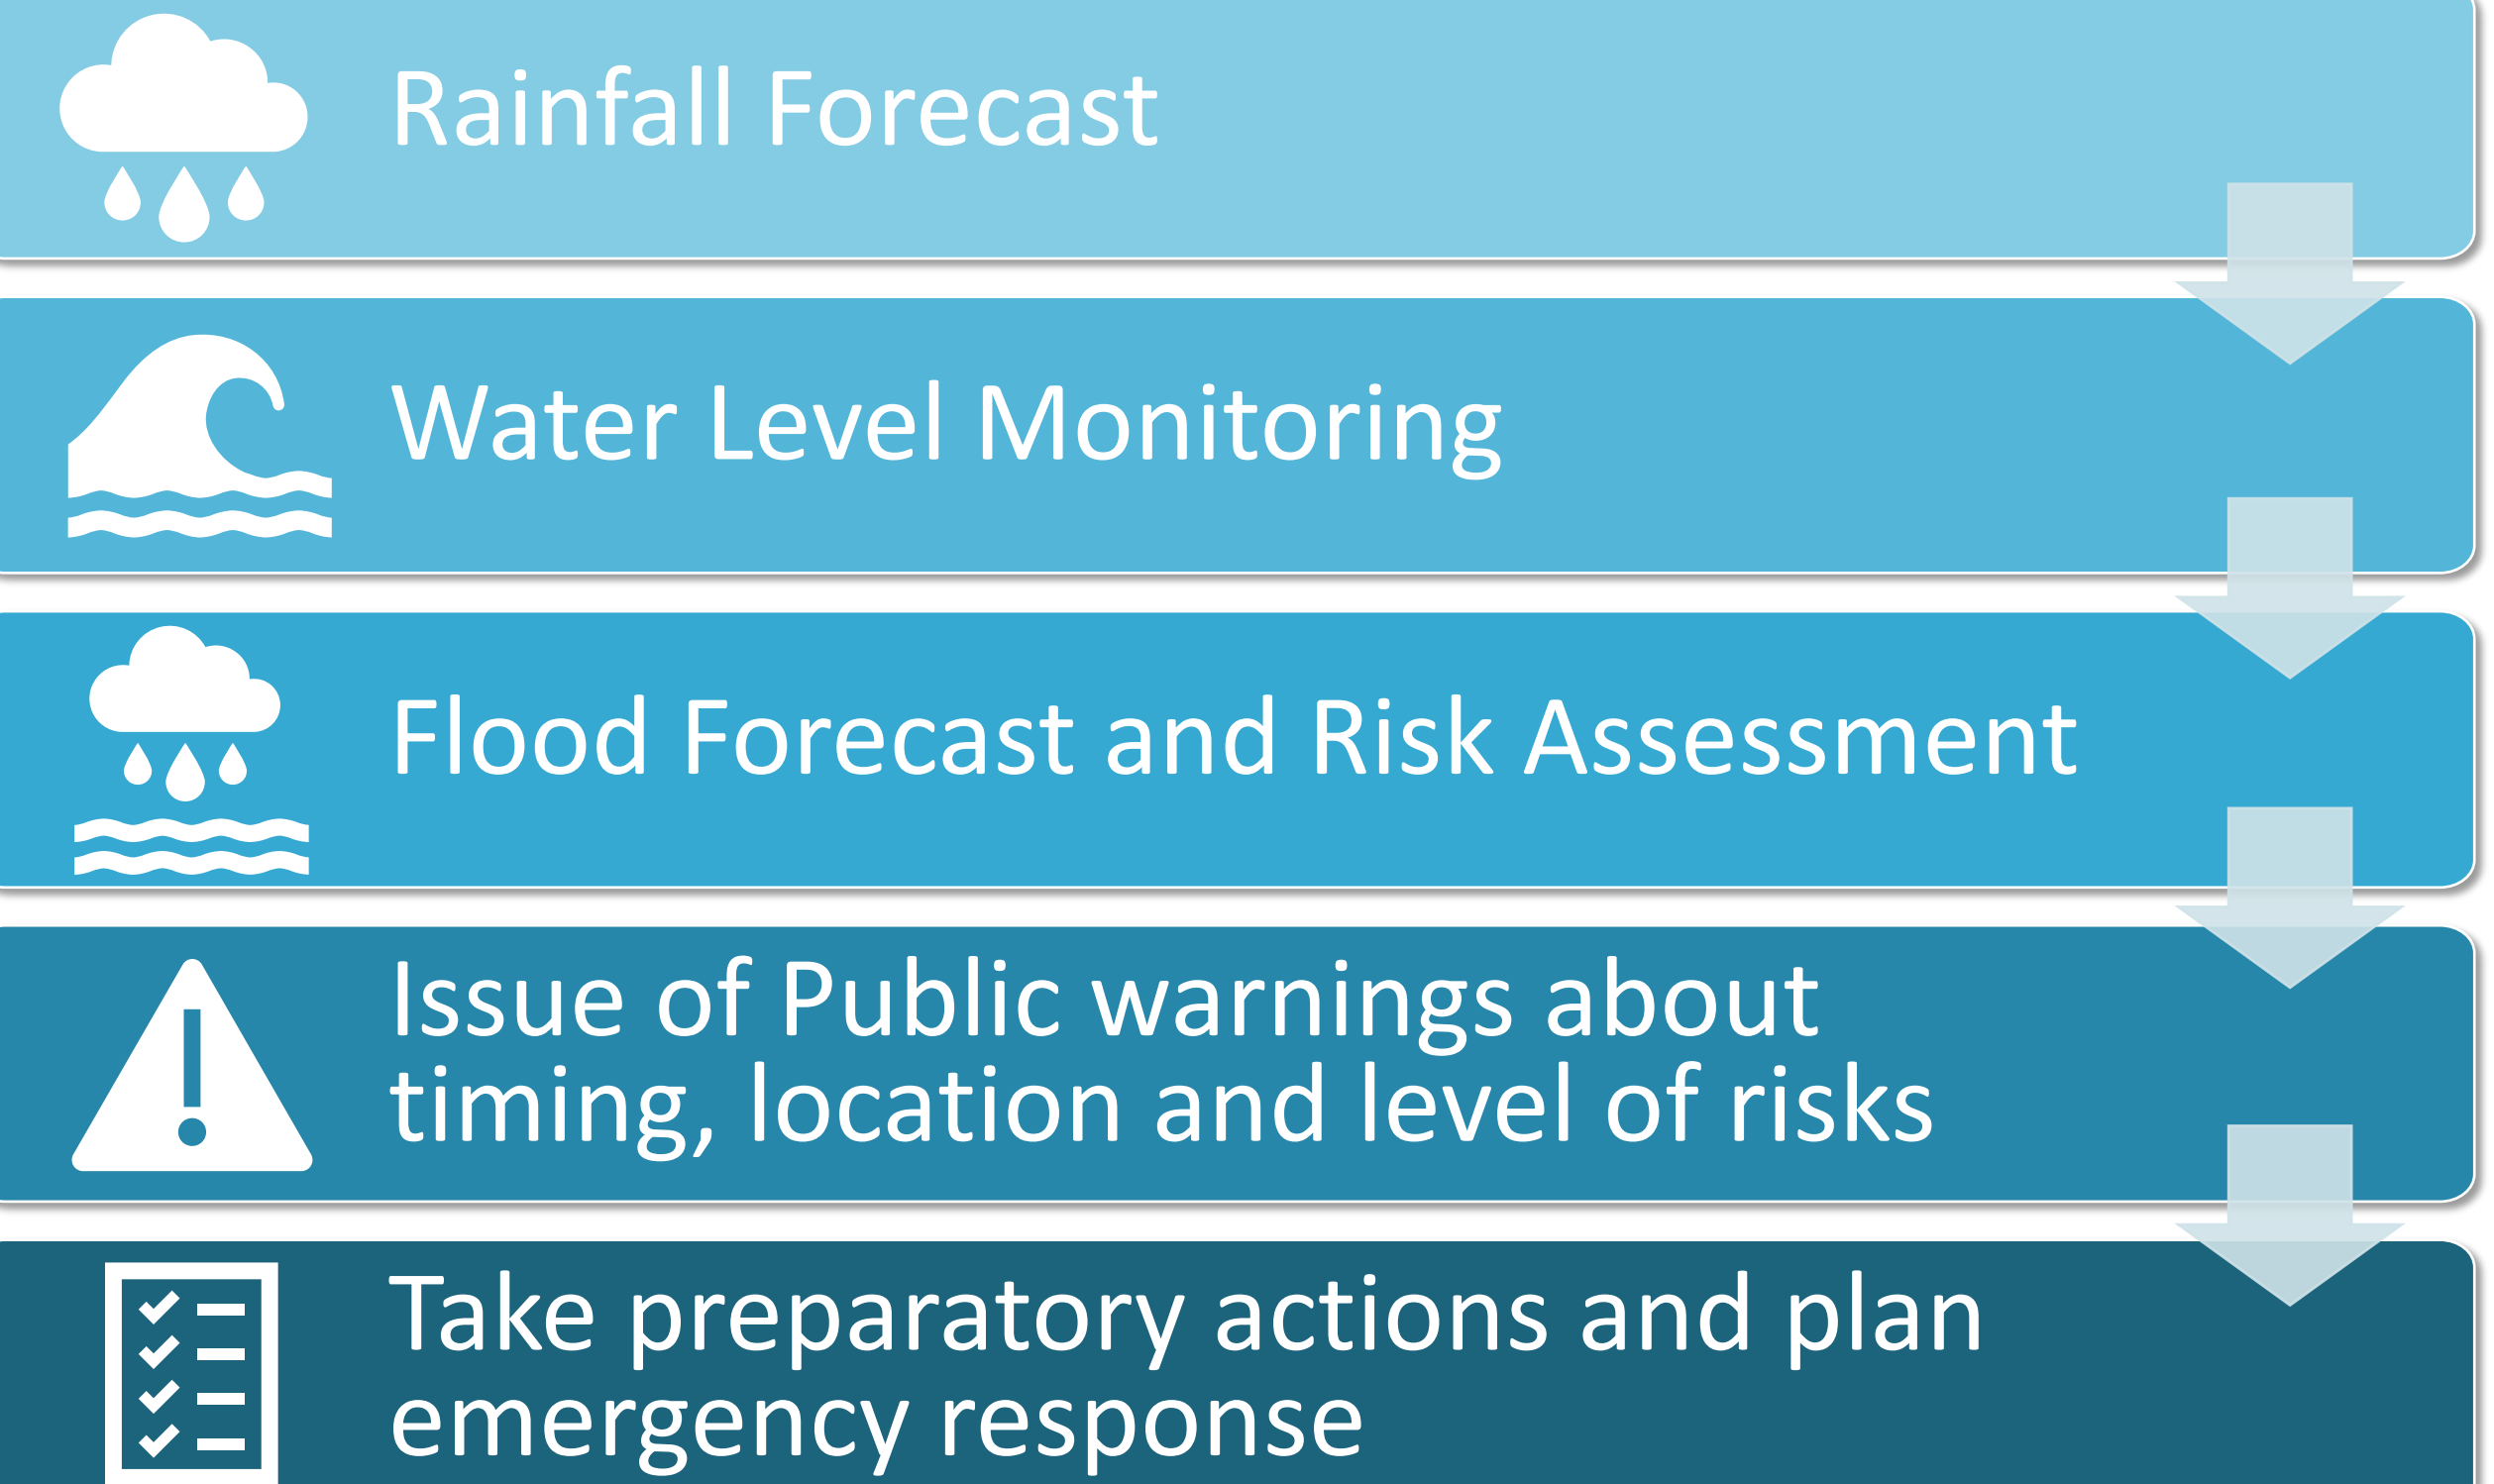 Rainfall Forecast
Water Level Monitoring
Flood Forecast and Risk Assessment
Issue of Public warnings about
timing, location and level of risks
Take preparatory actions and plan
emergency response